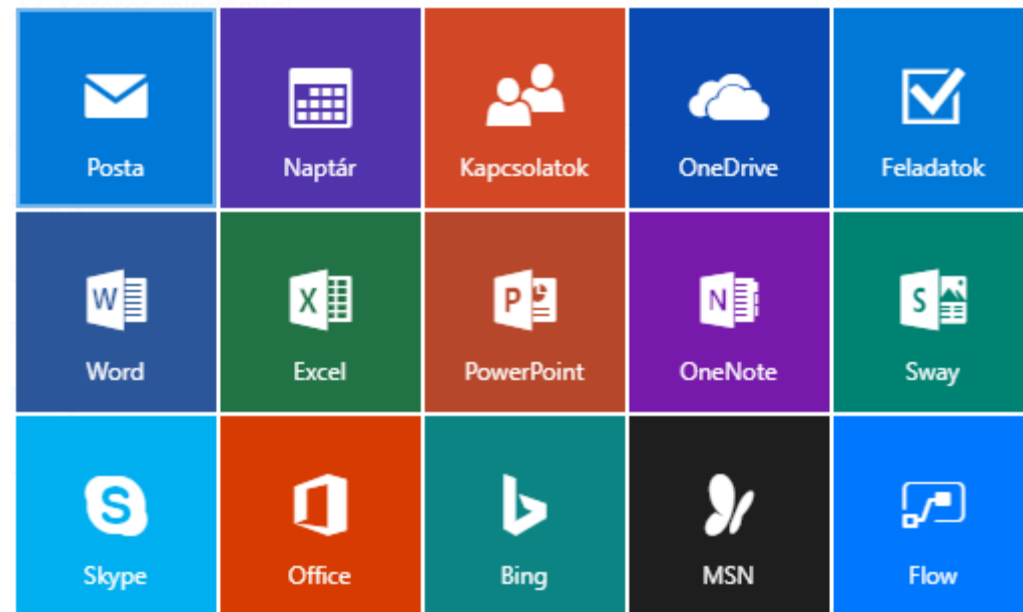 Posta
Naptár
Kapcsolatok
OneDrive
Feladatok
W
X
P
N
S
Word
Excel
PowerPoint
OneNote
Sway
S
Skype
Office
Bing
MSN
Flow